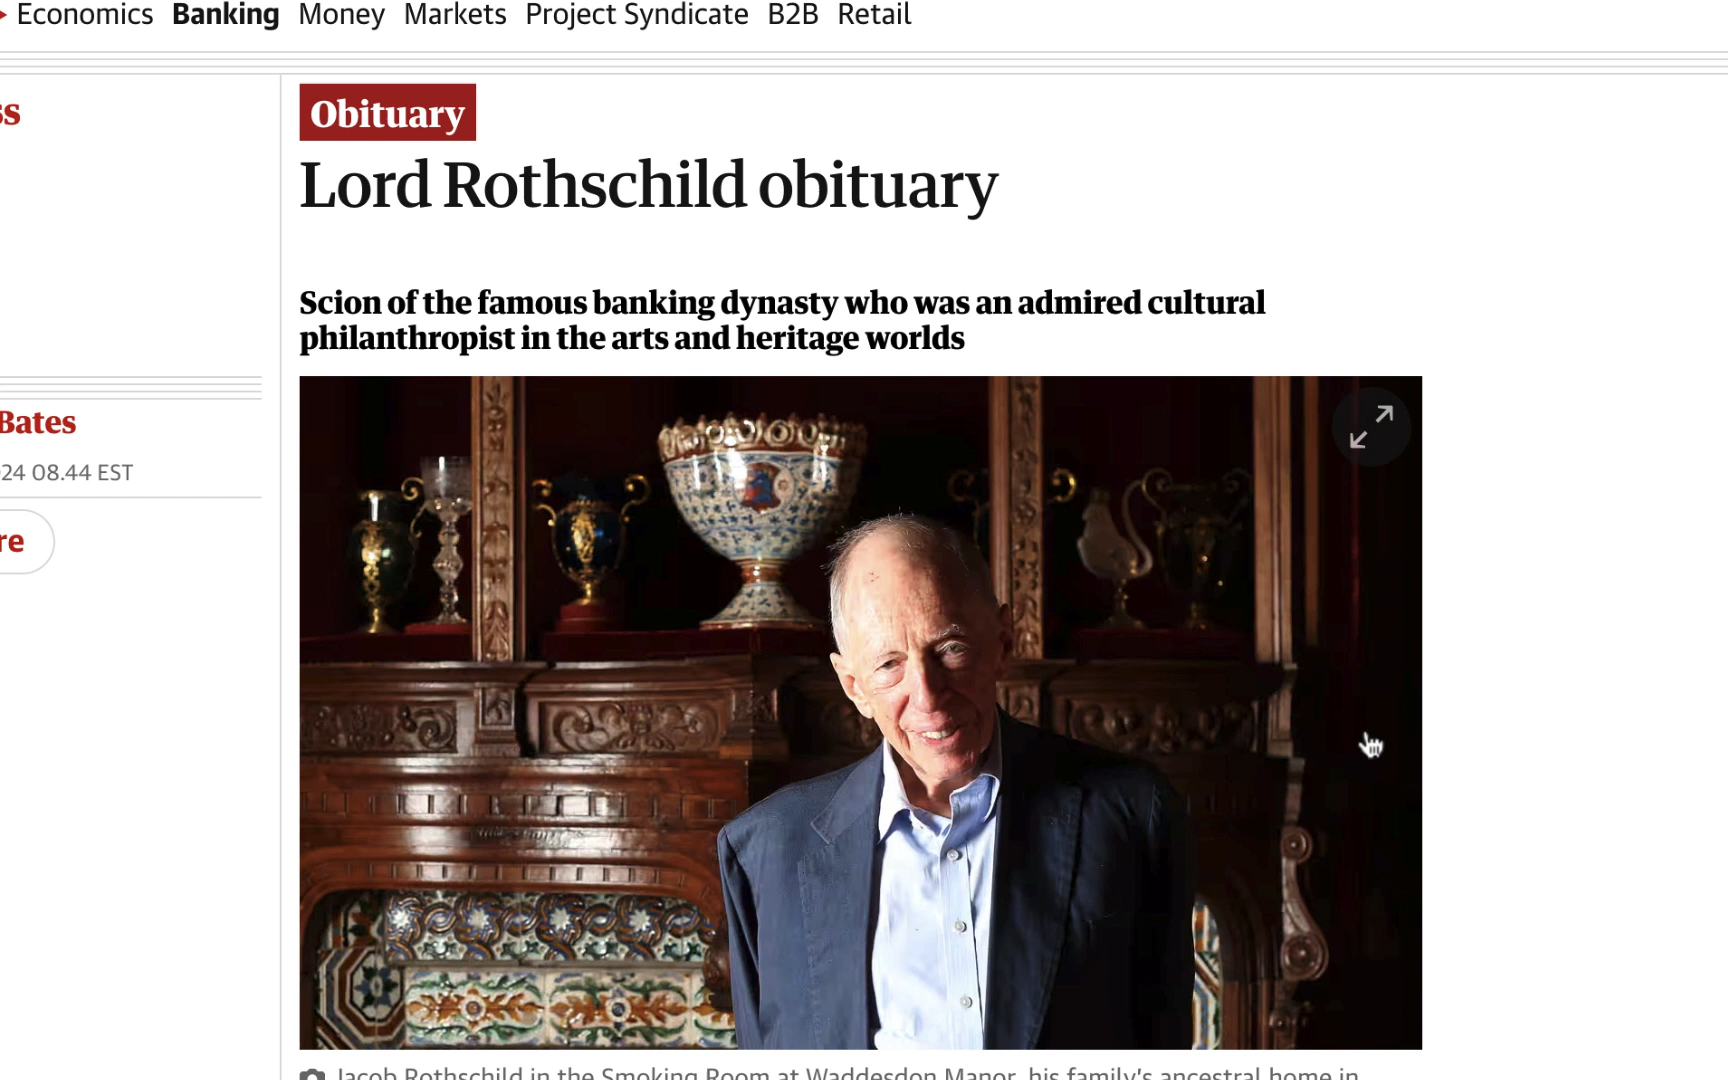 Economics Banking Money Markets Project Syndicate B2B Retail
ss
Obituary
Lord Rothschild obituary
Scion of the famous banking dynasty who was an admired cultural
philanthropist in the arts and heritage worlds
Bates
24 08.44 EST
re
Jacob Rothschild in the Smoking Room at Waddesdon Manor, his family's ancestral home in